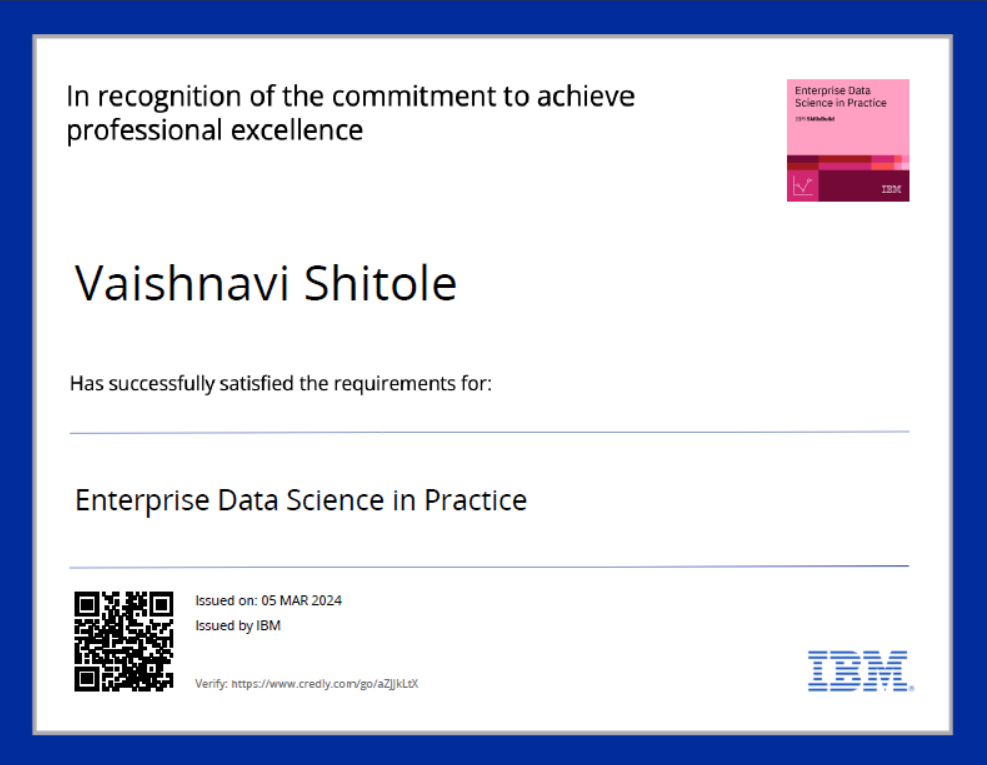 In recognition of the commitment to achieve
professional excellence
Enterprise Data
Science in Practice
IBM SkillsBuild
IBM
Vaishnavi Shitole
Has successfully satisfied the requirements for:
Enterprise Data Science in Practice
Issued on: 05 MAR 2024
Issued by IBM
Verify: https://www.credly.com/go/aZJJkLtX
IBM®